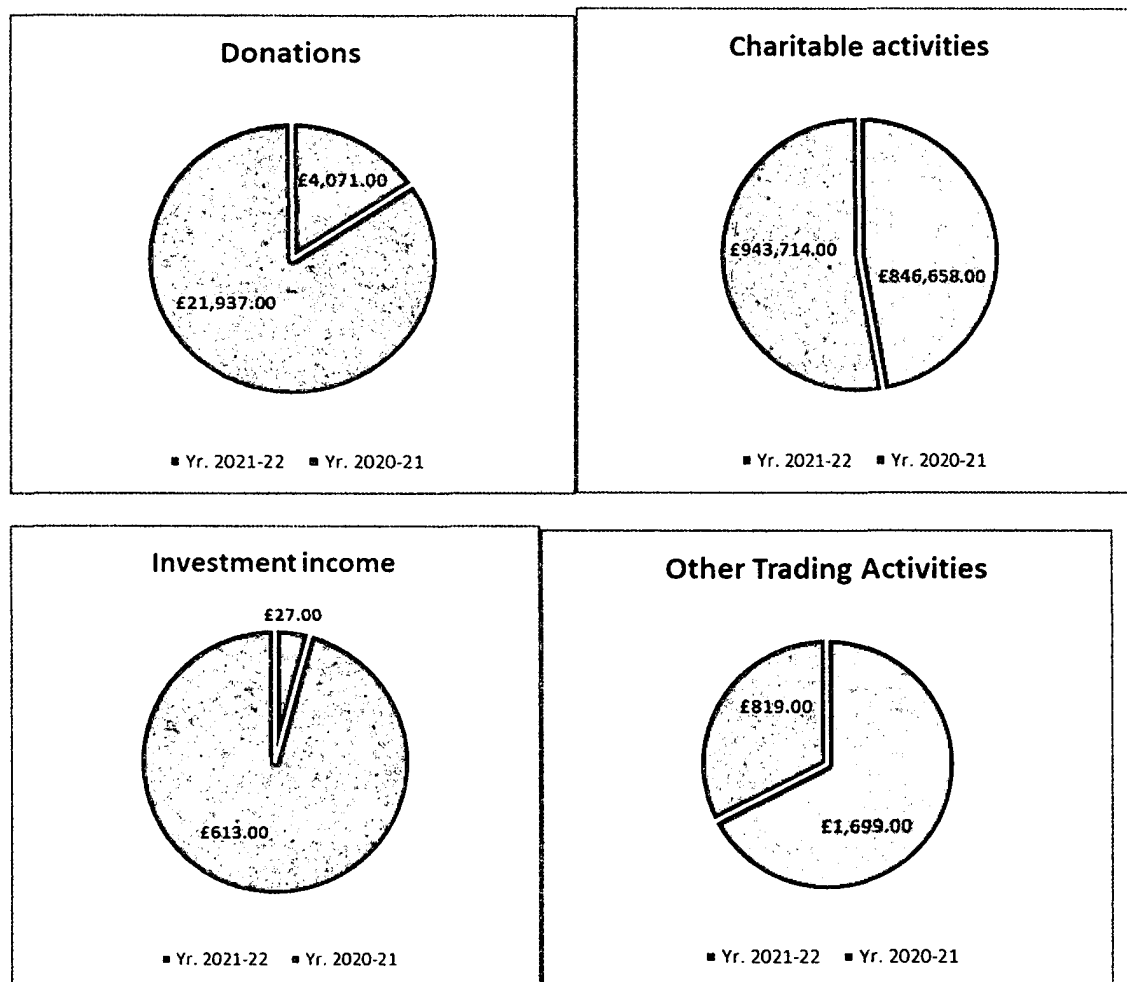 Donations
£4,071.00
£21,937.00
▪ Yr. 2021-22 ▪ Yr. 2020-21
Charitable activities
£943,714.00
£846,658.00
▪ Yr. 2021-22 ▪ Yr. 2020-21
Investment income
£27.00
£613.00
▪ Yr. 2021-22 ▪ Yr. 2020-21
Other Trading Activities
£819.00
£1,699.00
▪ Yr. 2021-22 ▪ Yr. 2020-21